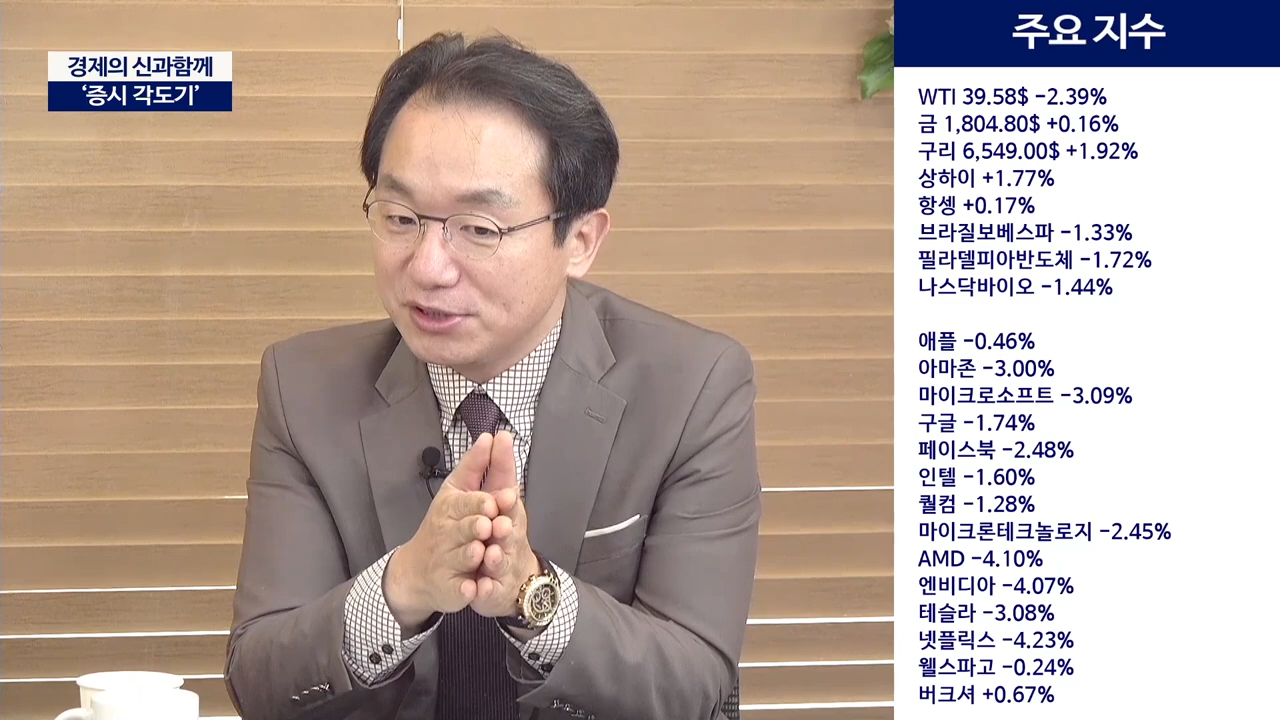 경제의 신과함께
‘증시 각도기’
주요 지수
WTI 39.58$ -2.39%
금 1,804.80$ +0.16%
구리 6,549.00$ +1.92%
상하이 +1.77%
항셍 +0.17%
브라질보베스파 -1.33%
필라델피아반도체 -1.72%
나스닥바이오 -1.44%
애플 -0.46%
아마존 -3.00%
마이크로소프트 -3.09%
구글 -1.74%
페이스북 -2.48%
인텔 -1.60%
퀄컴 -1.28%
마이크론테크놀로지 -2.45%
AMD -4.10%
엔비디아 -4.07%
테슬라 -3.08%
넷플릭스 -4.23%
웰스파고 -0.24%
버크셔 +0.67%